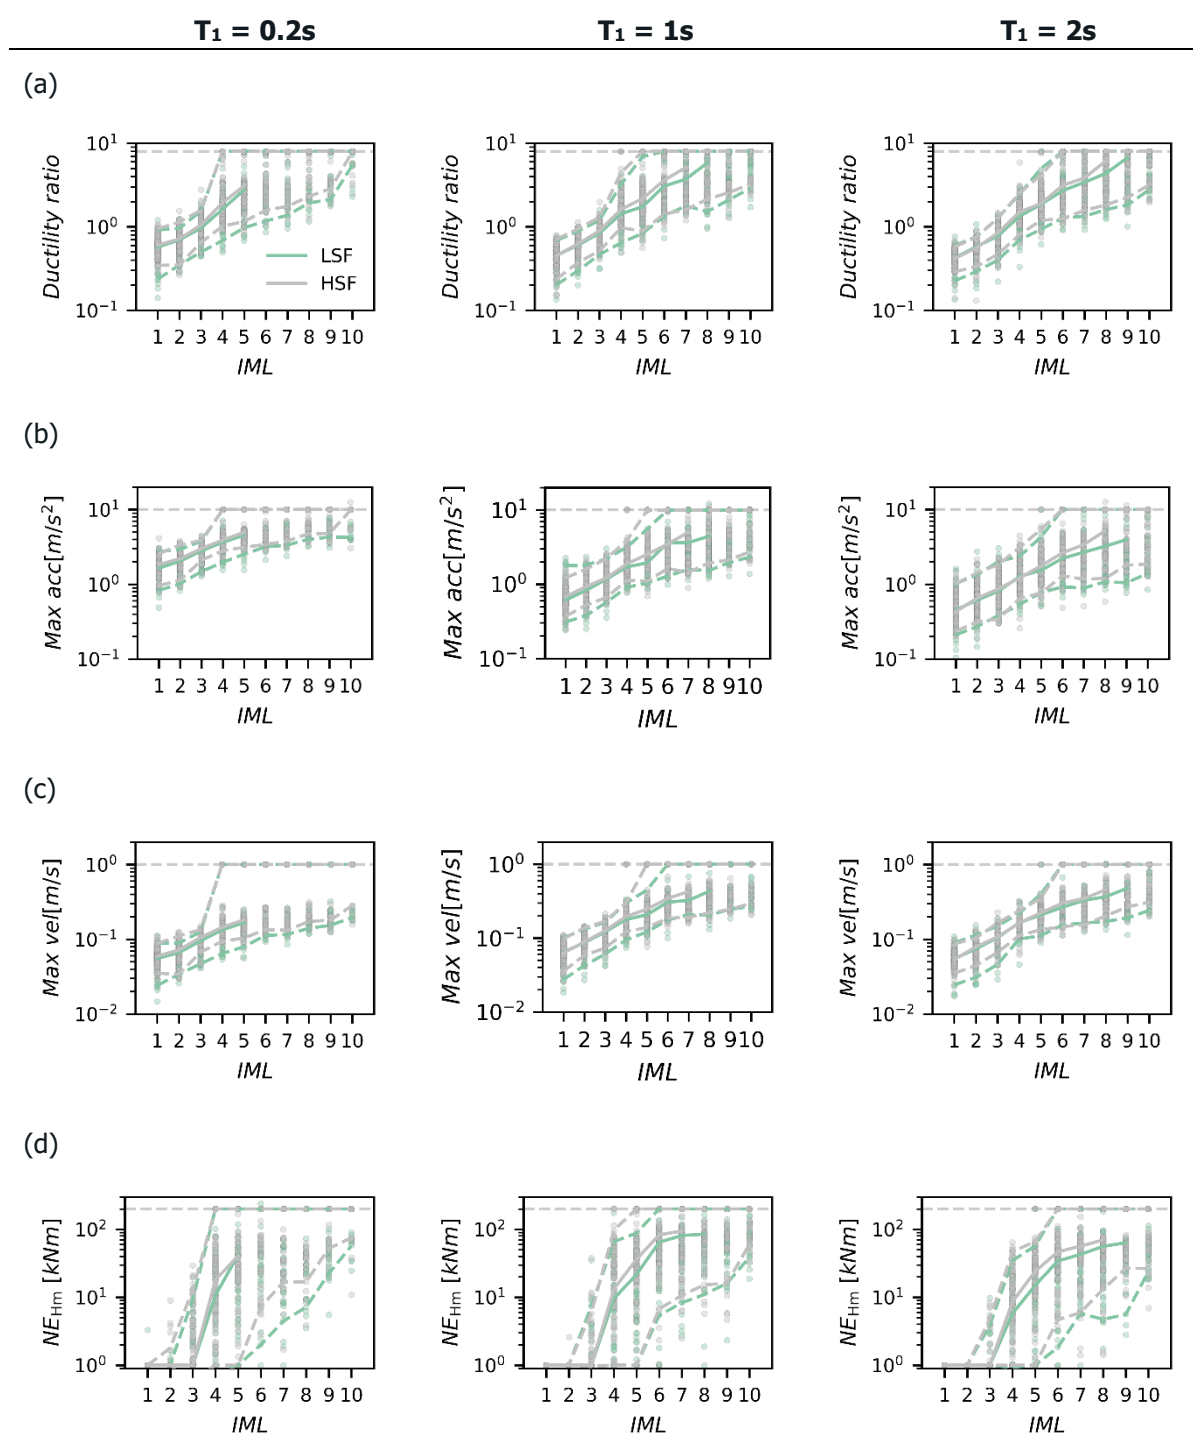 T₁ = 0.2s T₁ = 1s T₁ = 2s
(a)
Ductility ratio
10¹
10⁰
10⁻¹
LSF
HSF
1 2 3 4 5 6 7 8 9 10
IML
Ductility ratio
10¹
10⁰
10⁻¹
1 2 3 4 5 6 7 8 9 10
IML
Ductility ratio
10¹
10⁰
10⁻¹
1 2 3 4 5 6 7 8 9 10
IML
(b)
Max acc[m/s²]
10¹
10⁰
10⁻¹
1 2 3 4 5 6 7 8 9 10
IML
Max acc[m/s²]
10¹
10⁰
10⁻¹
1 2 3 4 5 6 7 8 9 10
IML
Max acc[m/s²]
10¹
10⁰
10⁻¹
1 2 3 4 5 6 7 8 9 10
IML
(c)
Max vel[m/s]
10⁰
10⁻¹
10⁻²
1 2 3 4 5 6 7 8 9 10
IML
Max vel[m/s]
10⁰
10⁻¹
10⁻²
1 2 3 4 5 6 7 8 9 10
IML
Max vel[m/s]
10⁰
10⁻¹
10⁻²
1 2 3 4 5 6 7 8 9 10
IML
(d)
NE_Hm [kNm]
10²
10¹
10⁰
1 2 3 4 5 6 7 8 9 10
IML
NE_Hm [kNm]
10²
10¹
10⁰
1 2 3 4 5 6 7 8 9 10
IML
NE_Hm [kNm]
10²
10¹
10⁰
1 2 3 4 5 6 7 8 9 10
IML